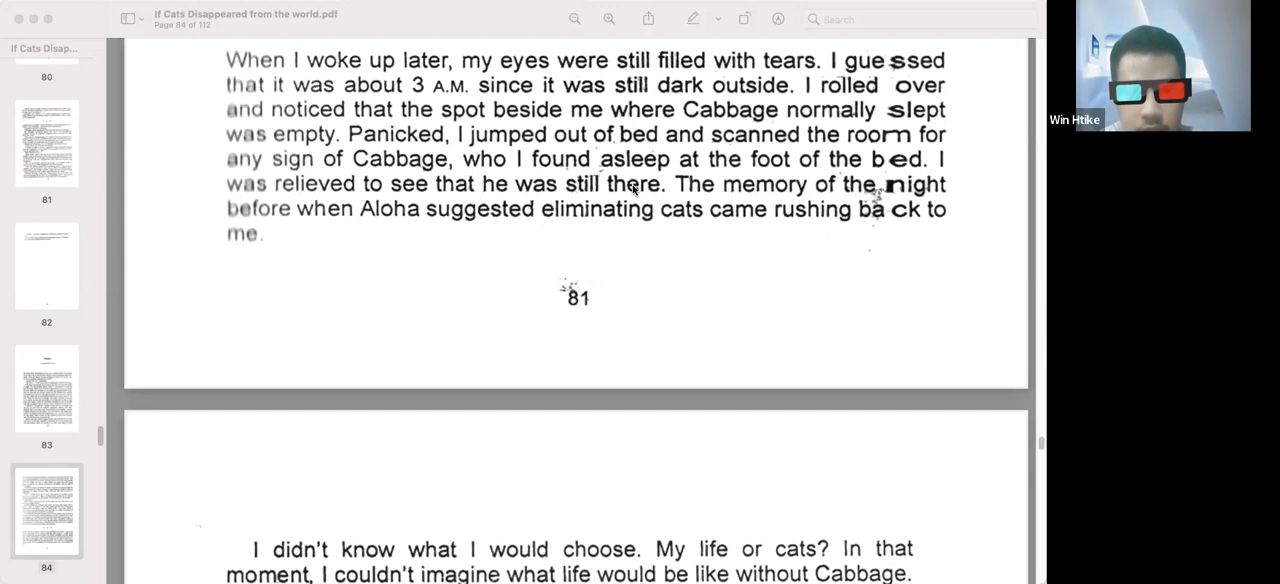 If Cats Disappeared from the world.pdf
Page 84 of 112
Search
If Cats Disap...
80
81
82
83
84
When I woke up later, my eyes were still filled with tears. I guessed
that it was about 3 A.M. since it was still dark outside. I rolled over
and noticed that the spot beside me where Cabbage normally slept
was empty. Panicked, I jumped out of bed and scanned the room for
any sign of Cabbage, who I found asleep at the foot of the bed. I
was relieved to see that he was still there. The memory of the night
before when Aloha suggested eliminating cats came rushing back to
me.
81
I didn't know what I would choose. My life or cats? In that
moment, I couldn't imagine what life would be like without Cabbage.
Win Htike